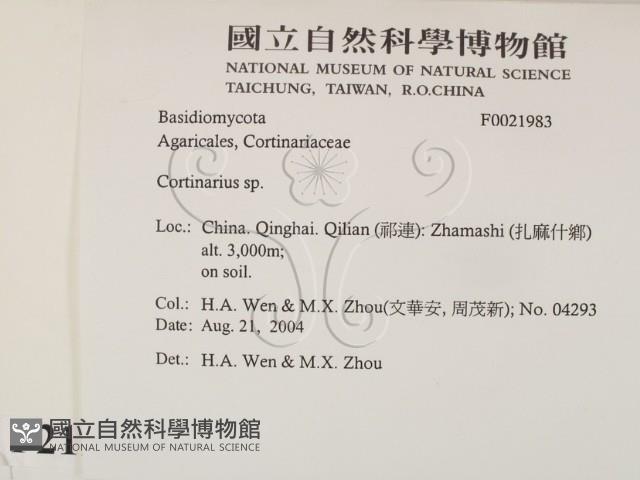 國立自然科學博物館
NATIONAL MUSEUM OF NATURAL SCIENCE
TAICHUNG, TAIWAN, R.O.CHINA
Basidiomycota F0021983
Agaricales, Cortinariaceae
Cortinarius sp.
Loc.: China. Qinghai. Qilian (祁連): Zhamashi (扎麻什鄉)
alt. 3,000m;
on soil.
Col.: H.A. Wen & M.X. Zhou(文華安, 周茂新); No. 04293
Date: Aug. 21, 2004
Det.: H.A. Wen & M.X. Zhou
21
國立自然科學博物館
NATIONAL MUSEUM OF NATURAL SCIENCE